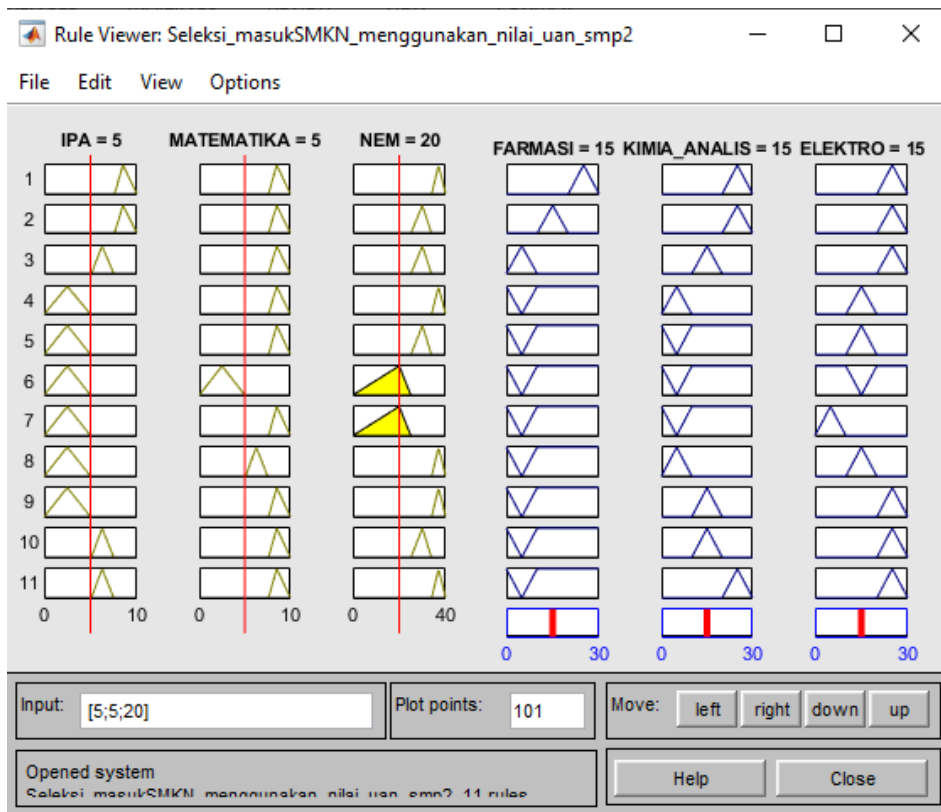 Rule Viewer: Seleksi_masukSMKN_menggunakan_nilai_uan_smp2
File Edit View Options
IPA = 5 MATEMATIKA = 5 NEM = 20 FARMASI = 15 KIMIA_ANALIS = 15 ELEKTRO = 15
1
2
3
4
5
6
7
8
9
10
11
0 10 0 10 0 40
0 30 0 30 0 30
Input: [5;5;20] Plot points: 101 Move: left right down up
Opened system
Seleksi_masukSMKN_menggunakan_nilai_uan_smp2, 11 rules
Help Close